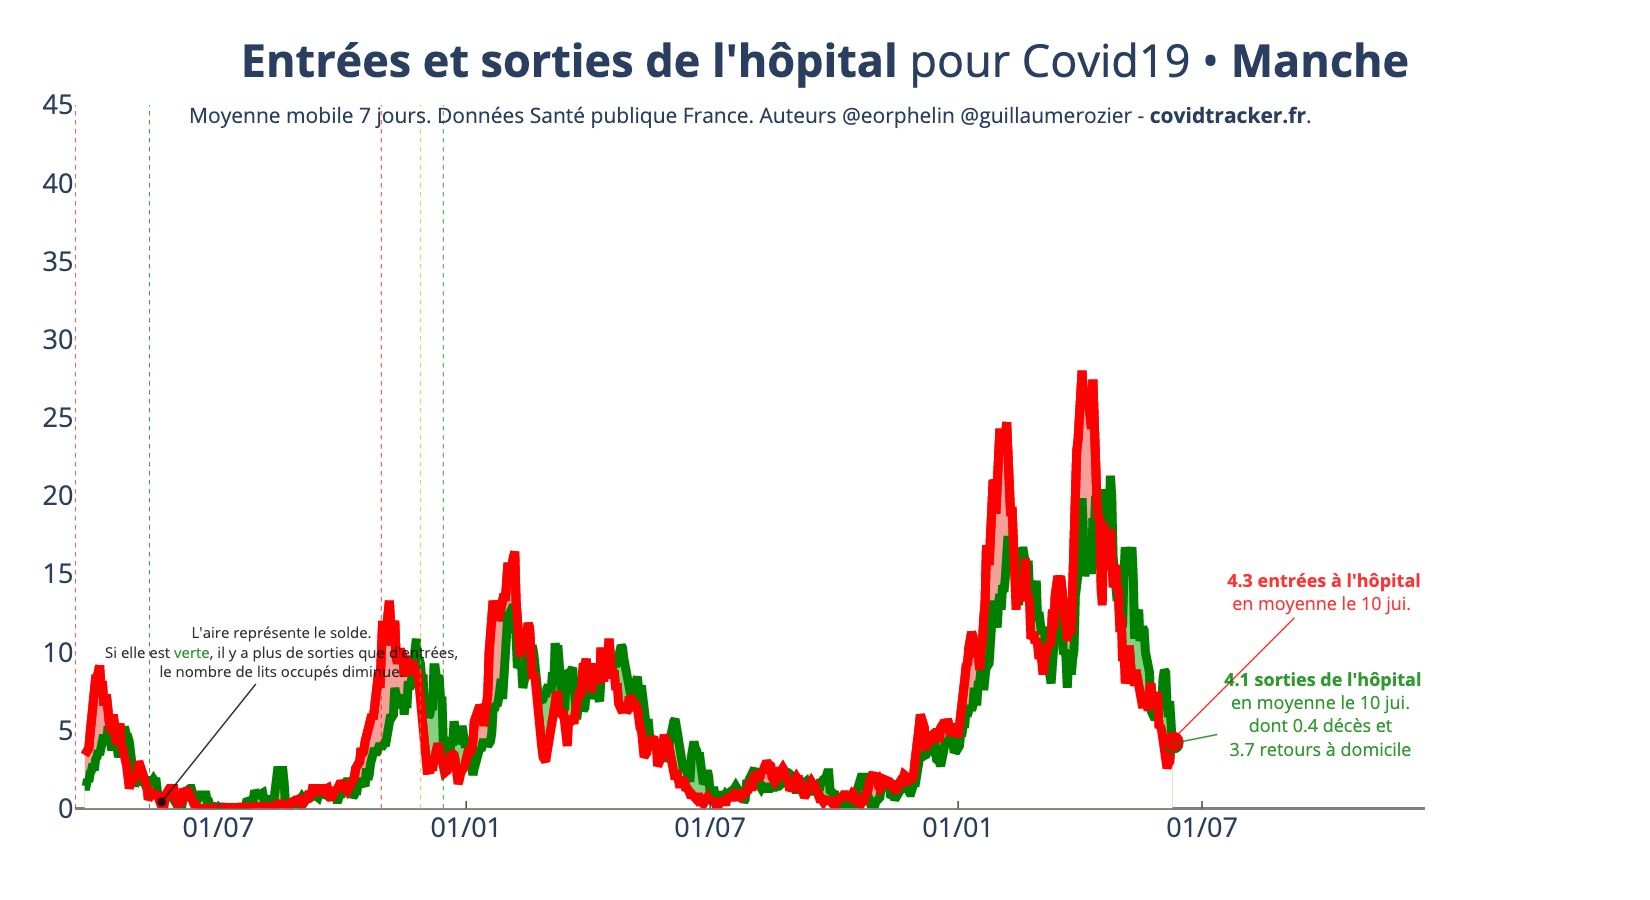 Entrées et sorties de l'hôpital pour Covid19 • Manche
Moyenne mobile 7 jours. Données Santé publique France. Auteurs @eorphelin @guillaumerozier - covidtracker.fr.
45
40
35
30
25
20
15
10
5
0
L'aire représente le solde.
Si elle est verte, il y a plus de sorties que d'entrées,
le nombre de lits occupés diminue.
4.3 entrées à l'hôpital
en moyenne le 10 jui.
4.1 sorties de l'hôpital
en moyenne le 10 jui.
dont 0.4 décès et
3.7 retours à domicile
01/07
01/01
01/07
01/01
01/07